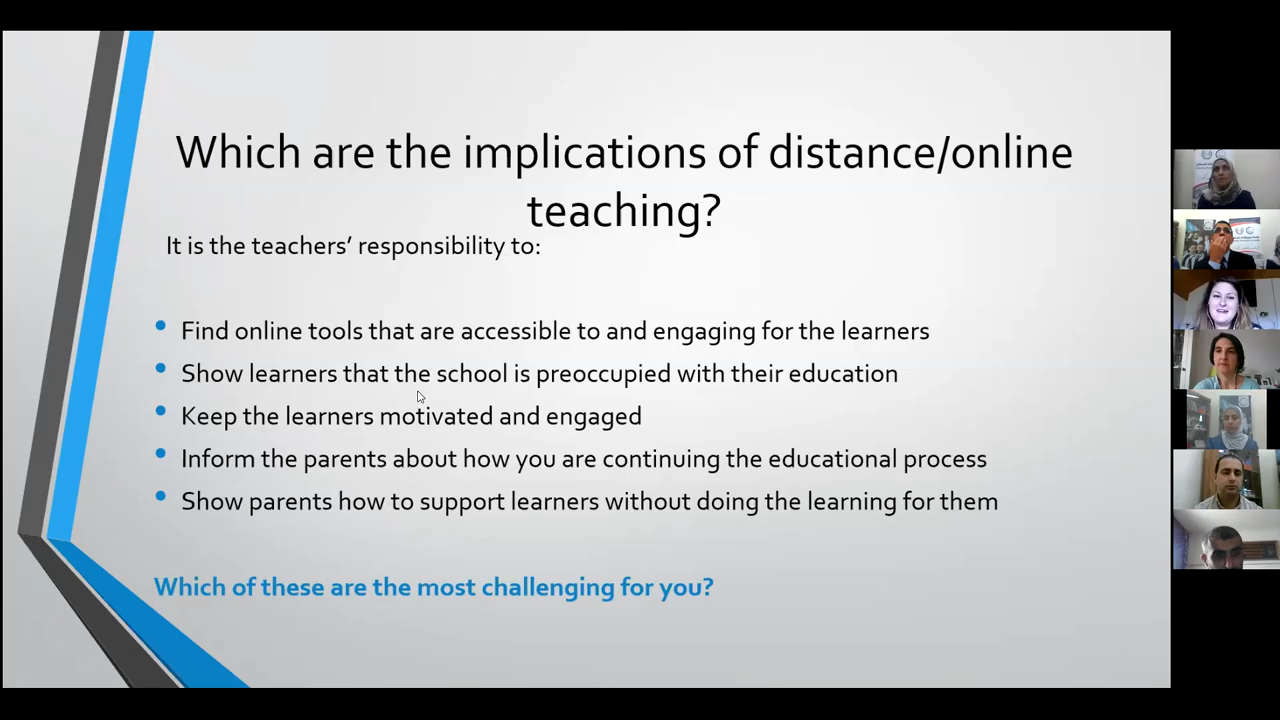 Which are the implications of distance/online
teaching?
It is the teachers' responsibility to:
Find online tools that are accessible to and engaging for the learners
Show learners that the school is preoccupied with their education
Keep the learners motivated and engaged
Inform the parents about how you are continuing the educational process
Show parents how to support learners without doing the learning for them
Which of these are the most challenging for you?